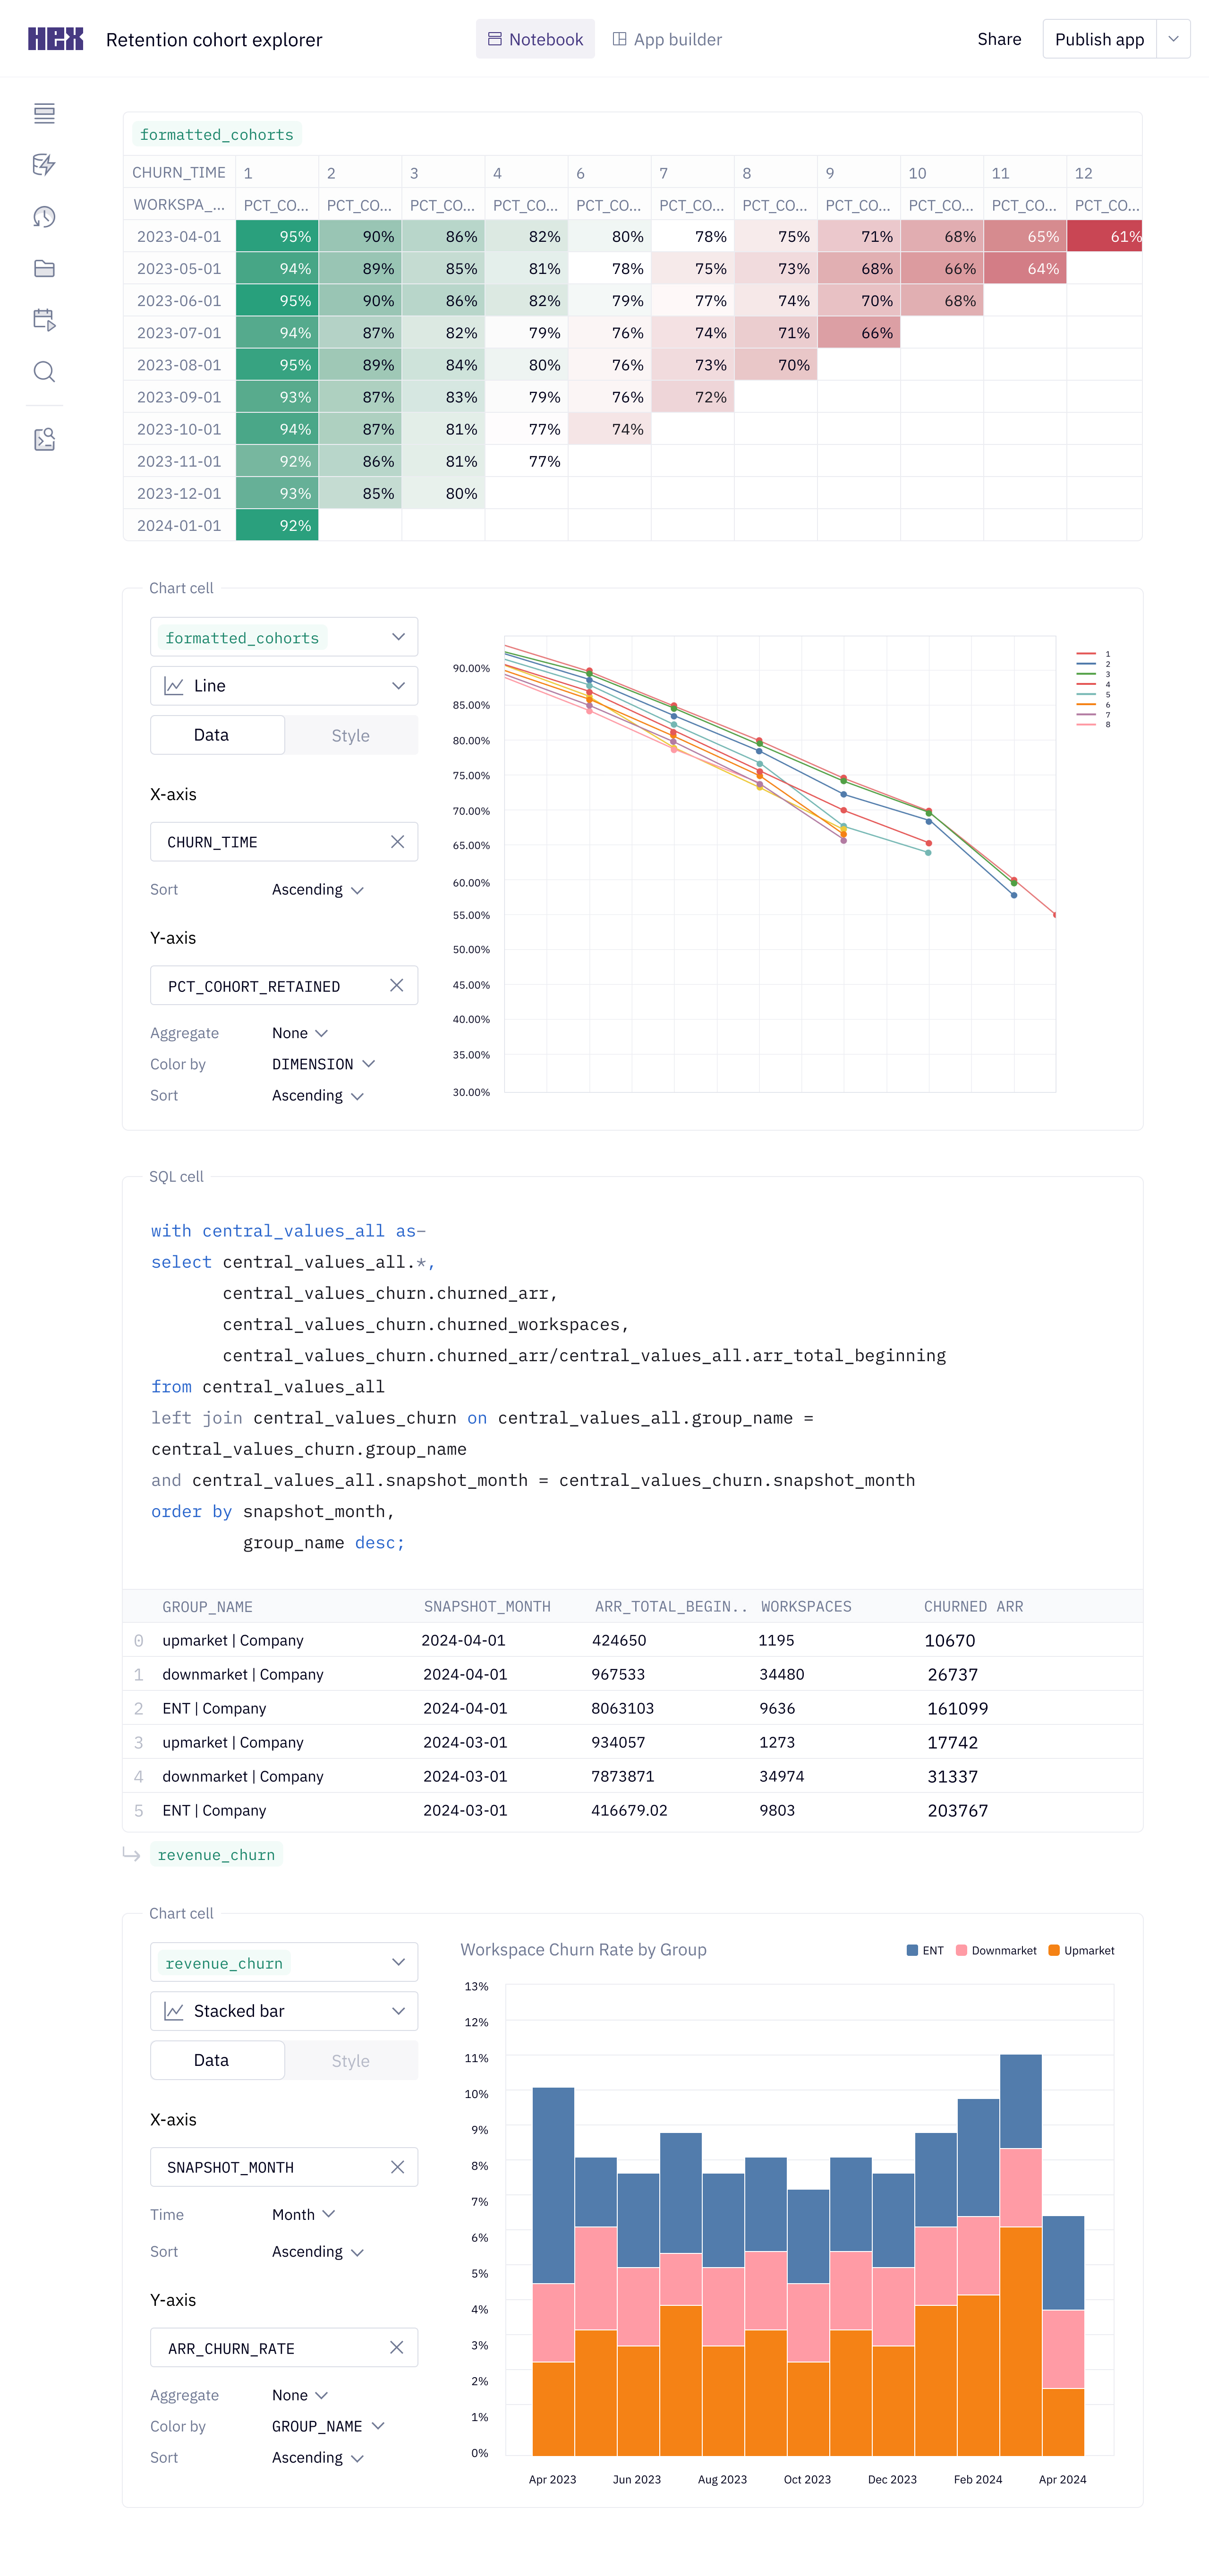 HEX Retention cohort explorer Notebook App builder Share Publish app
formatted_cohorts
CHURN_TIME 1 2 3 4 6 7 8 9 10 11 12
WORKSPA_... PCT_CO... PCT_CO... PCT_CO... PCT_CO... PCT_CO... PCT_CO... PCT_CO... PCT_CO... PCT_CO... PCT_CO... PCT_CO...
2023-04-01 95% 90% 86% 82% 80% 78% 75% 71% 68% 65% 61%
2023-05-01 94% 89% 85% 81% 78% 75% 73% 68% 66% 64%
2023-06-01 95% 90% 86% 82% 79% 77% 74% 70% 68%
2023-07-01 94% 87% 82% 79% 76% 74% 71% 66%
2023-08-01 95% 89% 84% 80% 76% 73% 70%
2023-09-01 93% 87% 83% 79% 76% 72%
2023-10-01 94% 87% 81% 77% 74%
2023-11-01 92% 86% 81% 77%
2023-12-01 93% 85% 80%
2024-01-01 92%
Chart cell
formatted_cohorts
Line
Data Style
X-axis
CHURN_TIME
Sort Ascending
Y-axis
PCT_COHORT_RETAINED
Aggregate None
Color by DIMENSION
Sort Ascending
90.00%
85.00%
80.00%
75.00%
70.00%
65.00%
60.00%
55.00%
50.00%
45.00%
40.00%
35.00%
30.00%
1
2
3
4
5
6
7
8
SQL cell
with central_values_all as–
select central_values_all.*,
central_values_churn.churned_arr,
central_values_churn.churned_workspaces,
central_values_churn.churned_arr/central_values_all.arr_total_beginning
from central_values_all
left join central_values_churn on central_values_all.group_name =
central_values_churn.group_name
and central_values_all.snapshot_month = central_values_churn.snapshot_month
order by snapshot_month,
group_name desc;
GROUP_NAME SNAPSHOT_MONTH ARR_TOTAL_BEGIN.. WORKSPACES CHURNED ARR
0 upmarket | Company 2024-04-01 424650 1195 10670
1 downmarket | Company 2024-04-01 967533 34480 26737
2 ENT | Company 2024-04-01 8063103 9636 161099
3 upmarket | Company 2024-03-01 934057 1273 17742
4 downmarket | Company 2024-03-01 7873871 34974 31337
5 ENT | Company 2024-03-01 416679.02 9803 203767
revenue_churn
Chart cell
revenue_churn
Stacked bar
Data Style
X-axis
SNAPSHOT_MONTH
Time Month
Sort Ascending
Y-axis
ARR_CHURN_RATE
Aggregate None
Color by GROUP_NAME
Sort Ascending
Workspace Churn Rate by Group ENT Downmarket Upmarket
13%
12%
11%
10%
9%
8%
7%
6%
5%
4%
3%
2%
1%
0%
Apr 2023 Jun 2023 Aug 2023 Oct 2023 Dec 2023 Feb 2024 Apr 2024